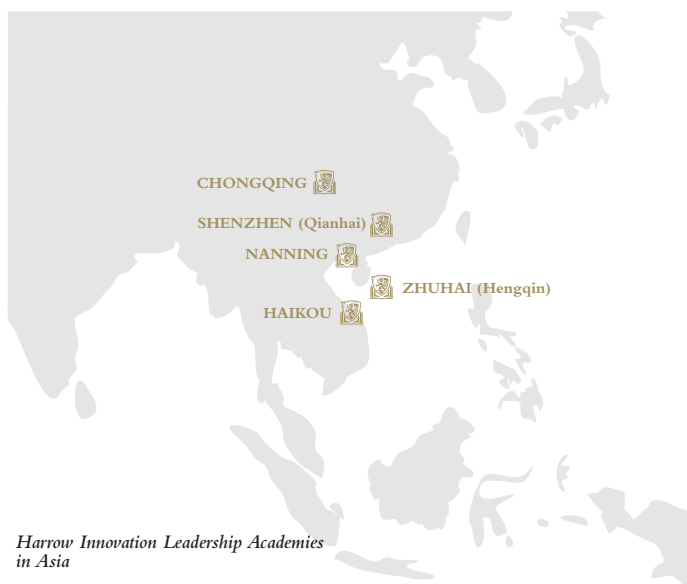 CHONGQING
SHENZHEN (Qianhai)
NANNING
ZHUHAI (Hengqin)
HAIKOU
Harrow Innovation Leadership Academies
in Asia